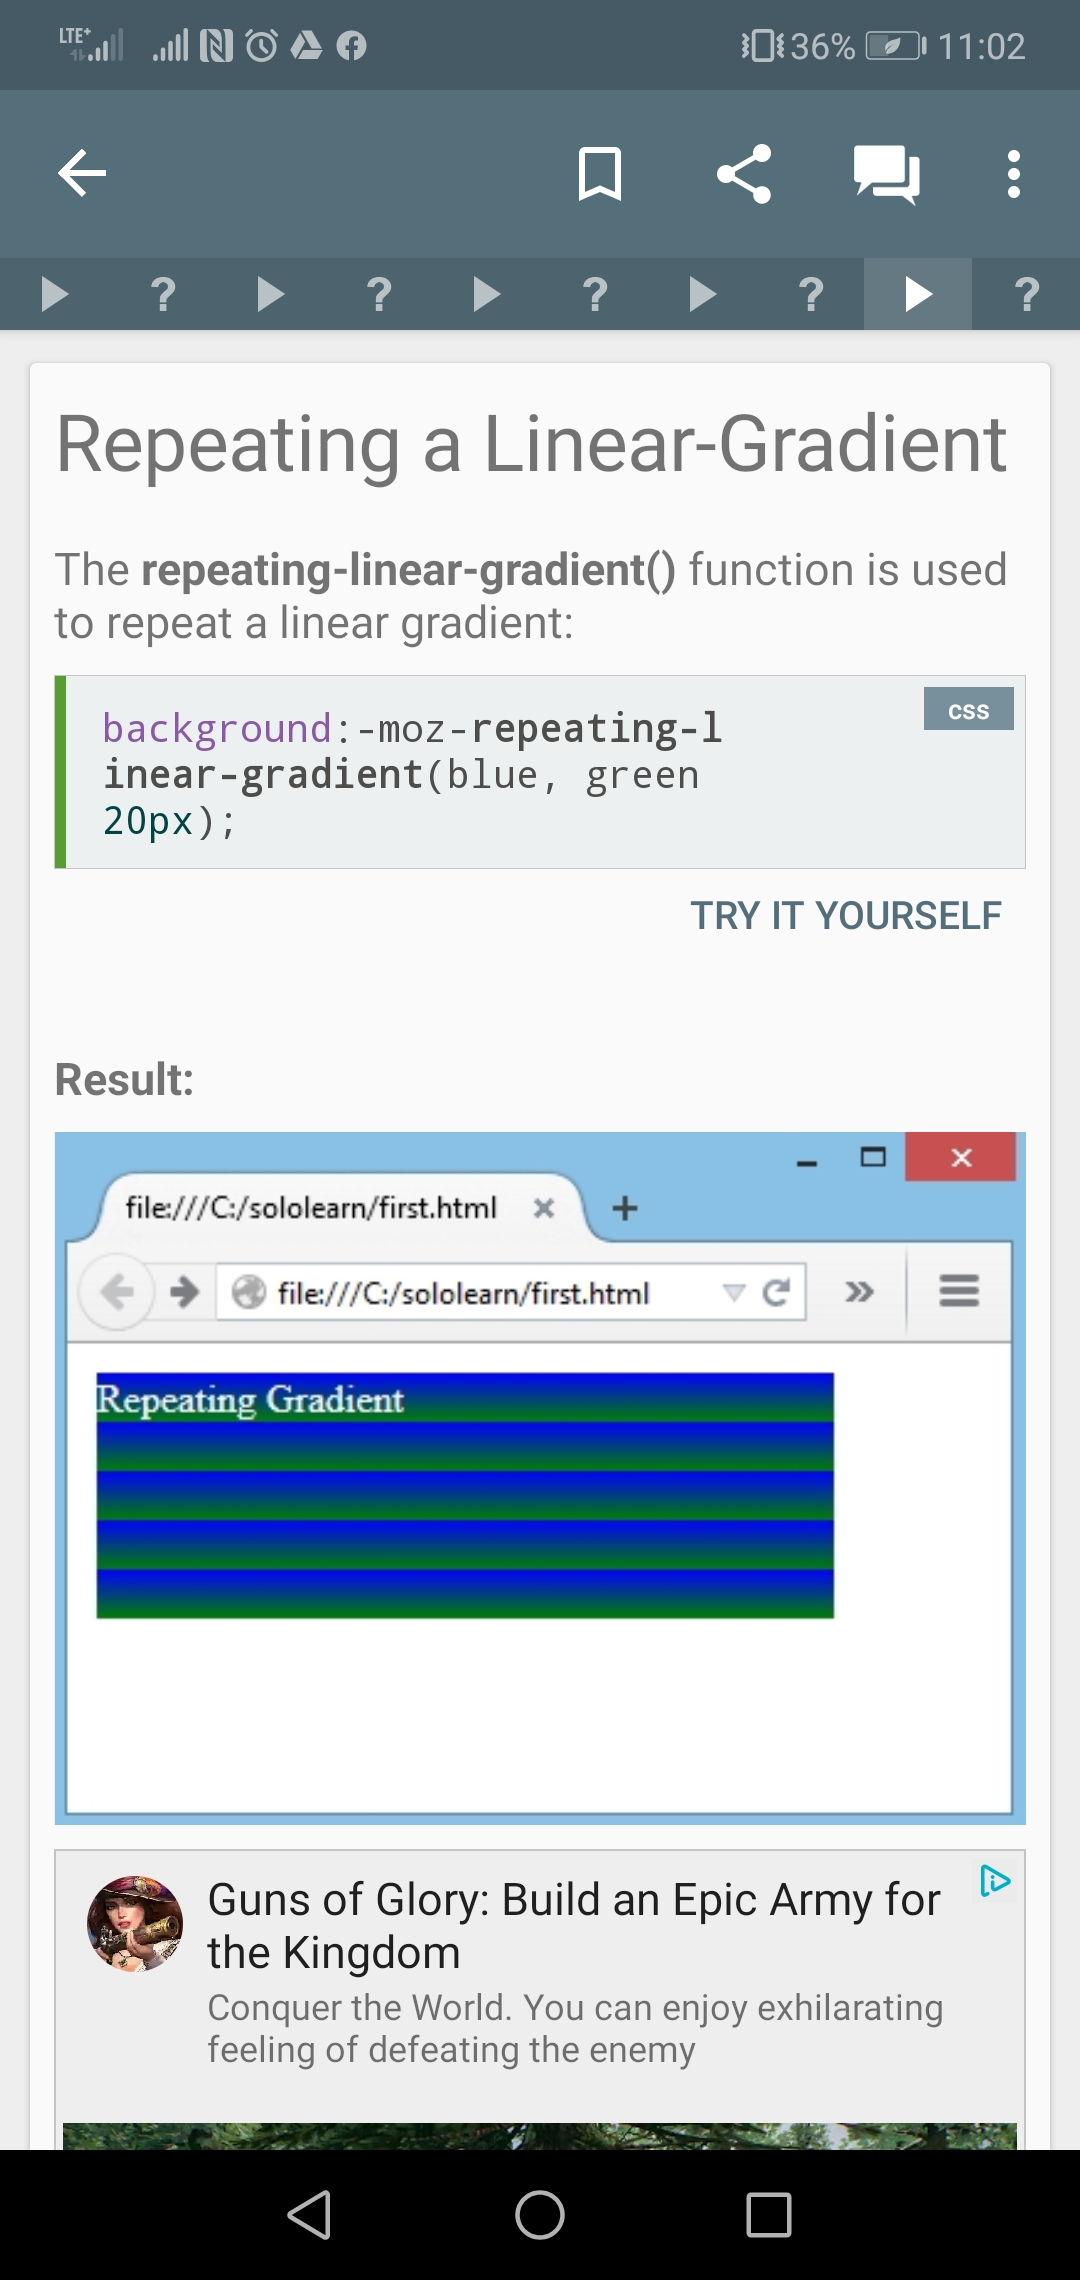 LTE+ 36% 11:02
? ? ? ? ?
Repeating a Linear-Gradient
The repeating-linear-gradient() function is used
to repeat a linear gradient:
css
background:-moz-repeating-l
inear-gradient(blue, green
20px);
TRY IT YOURSELF
Result:
file:///C:/sololearn/first.html
file:///C:/sololearn/first.html
Repeating Gradient
Guns of Glory: Build an Epic Army for
the Kingdom
Conquer the World. You can enjoy exhilarating
feeling of defeating the enemy